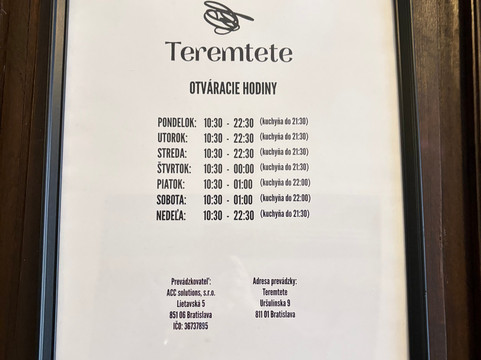 Teremtete
OTVÁRACIE HODINY
PONDELOK: 10:30 - 22:30 (kuchyňa do 21:30)
UTOROK: 10:30 - 22:30 (kuchyňa do 21:30)
STREDA: 10:30 - 22:30 (kuchyňa do 21:30)
ŠTVRTOK: 10:30 - 00:00 (kuchyňa do 21:30)
PIATOK: 10:30 - 01:00 (kuchyňa do 22:00)
SOBOTA: 10:30 - 01:00 (kuchyňa do 22:00)
NEDEĽA: 10:30 - 22:30 (kuchyňa do 21:30)
Prevádzkovateľ:
ACC solutions, s.r.o.
Lietavská 5
851 06 Bratislava
IČO: 36737895
Adresa prevádzky:
Teremtete
Uršulínska 9
811 01 Bratislava